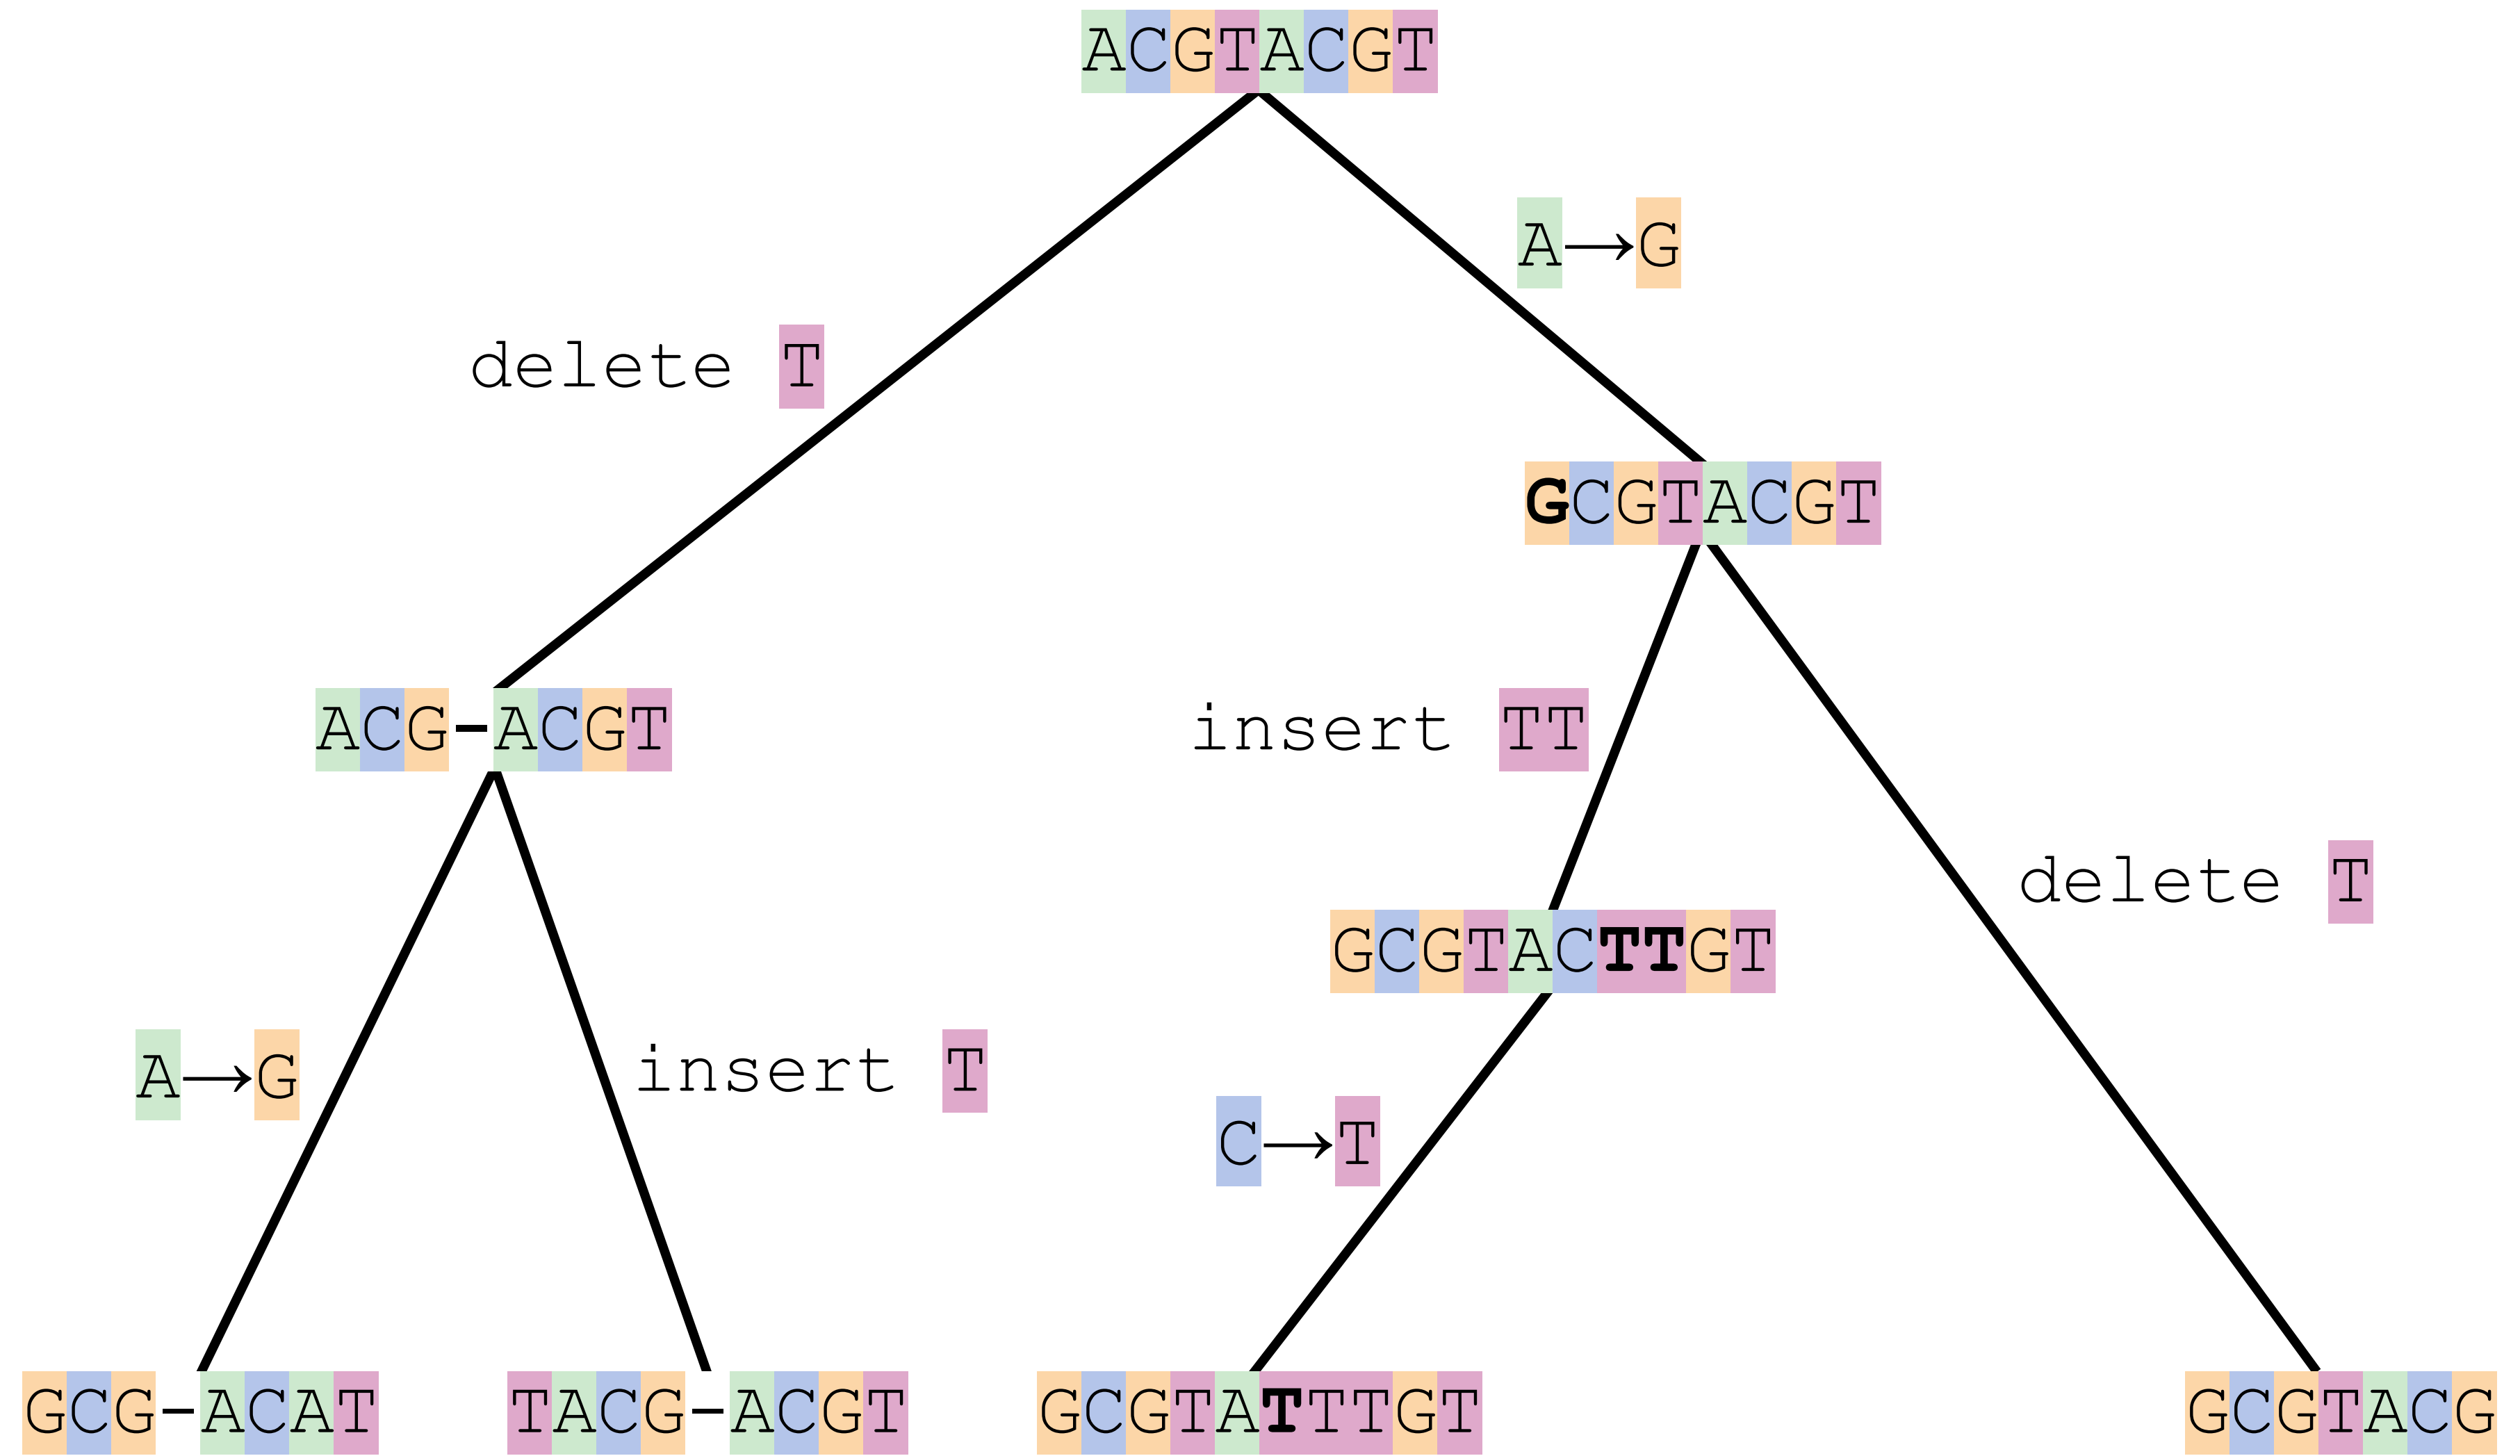 ACGTACGT
A→G
delete T
GCGTACGT
ACG-ACGT
insert TT
delete T
GCGTACTTGT
A→G
insert T
C→T
GCG-ACAT
TACG-ACGT
GCGTATTTGT
GCGTACG